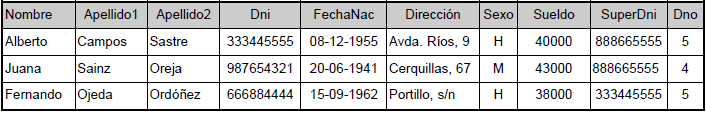 Nombre Apellido1 Apellido2 Dni FechaNac Dirección Sexo Sueldo SuperDni Dno
Alberto Campos Sastre 333445555 08-12-1955 Avda. Ríos, 9 H 40000 888665555 5
Juana Sainz Oreja 987654321 20-06-1941 Cerquillas, 67 M 43000 888665555 4
Fernando Ojeda Ordóñez 666884444 15-09-1962 Portillo, s/n H 38000 333445555 5